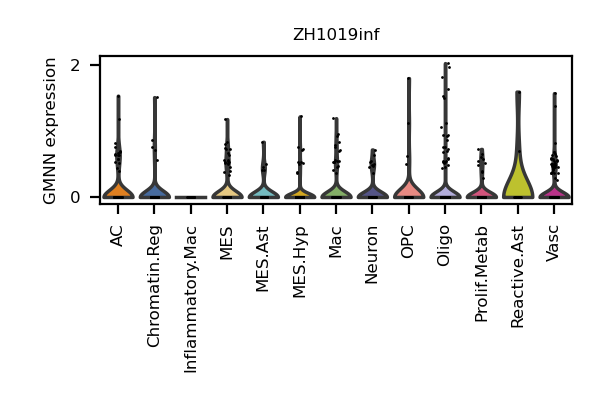 ZH1019inf
GMNN expression
2
0
AC
Chromatin.Reg
Inflammatory.Mac
MES
MES.Ast
MES.Hyp
Mac
Neuron
OPC
Oligo
Prolif.Metab
Reactive.Ast
Vasc